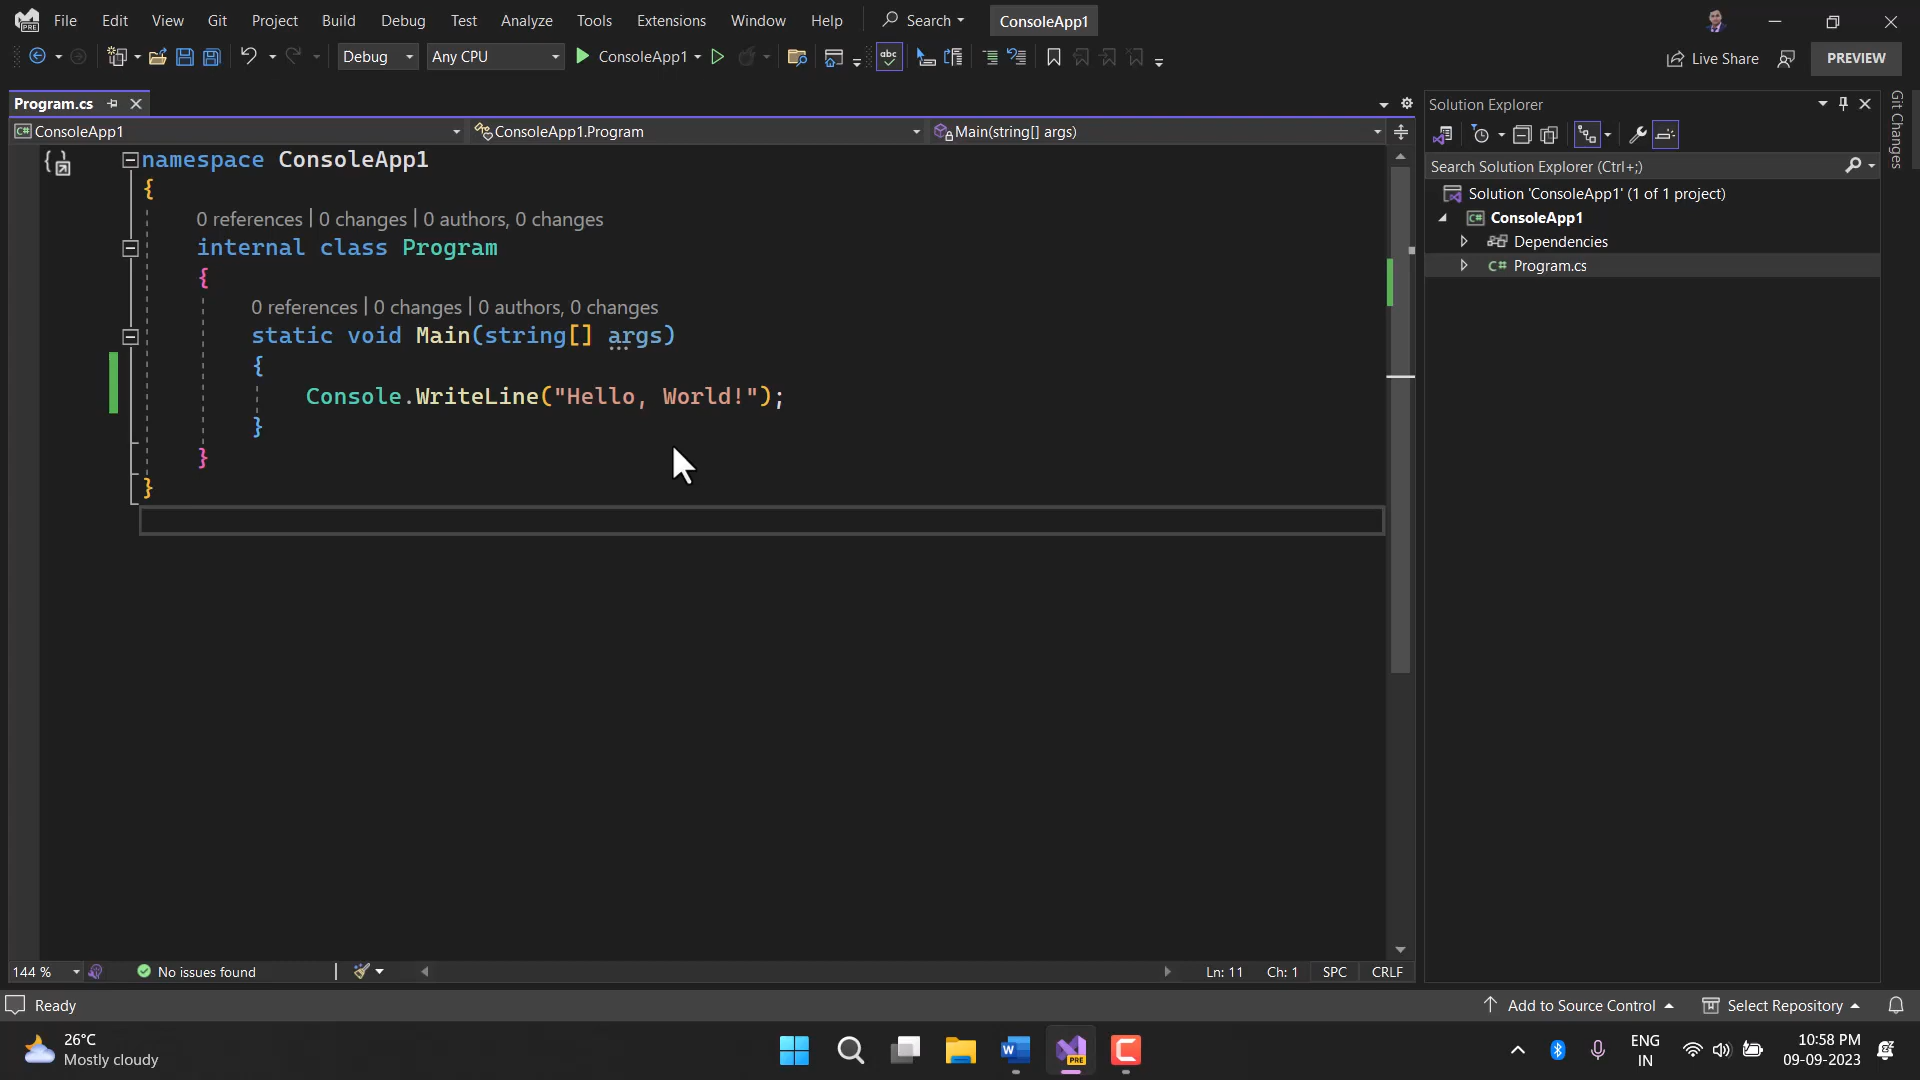 File Edit View Git Project Build Debug Test Analyze Tools Extensions Window Help Search ConsoleApp1
Debug Any CPU ConsoleApp1 abc Live Share PREVIEW
Program.cs
ConsoleApp1 ConsoleApp1.Program Main(string[] args)
namespace ConsoleApp1
{
0 references | 0 changes | 0 authors, 0 changes
internal class Program
{
0 references | 0 changes | 0 authors, 0 changes
static void Main(string[] args)
{
Console.WriteLine("Hello, World!");
}
}
}
144 % No issues found Ln: 11 Ch: 1 SPC CRLF
Solution Explorer
Search Solution Explorer (Ctrl+;)
Solution 'ConsoleApp1' (1 of 1 project)
C# ConsoleApp1
Dependencies
C# Program.cs
Git Changes
Ready Add to Source Control Select Repository
26°C
Mostly cloudy
ENG
IN
10:58 PM
09-09-2023